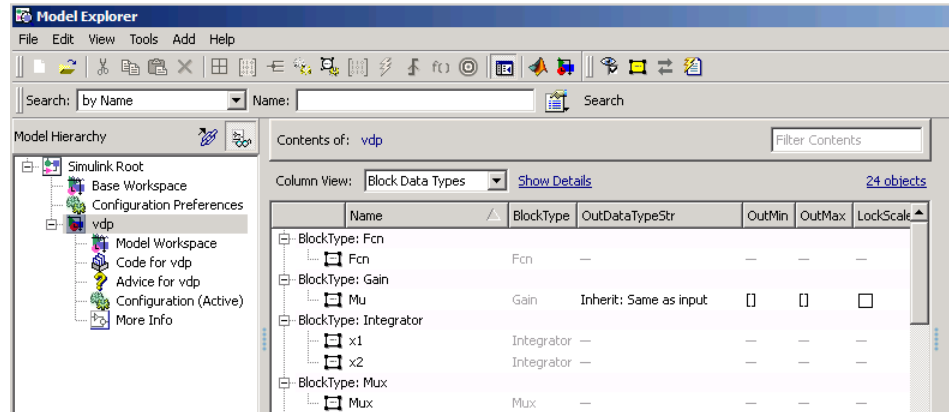 Model Explorer
File Edit View Tools Add Help
Search: by Name Name: Search
Model Hierarchy
Contents of: vdp
Filter Contents
Simulink Root
Base Workspace
Configuration Preferences
vdp
Model Workspace
Code for vdp
Advice for vdp
Configuration (Active)
More Info
Column View: Block Data Types Show Details 24 objects
Name BlockType OutDataTypeStr OutMin OutMax LockScale
BlockType: Fcn
Fcn Fcn — — — —
BlockType: Gain
Mu Gain Inherit: Same as input [] []
BlockType: Integrator
x1 Integrator — — — —
x2 Integrator — — — —
BlockType: Mux
Mux Mux — — — —